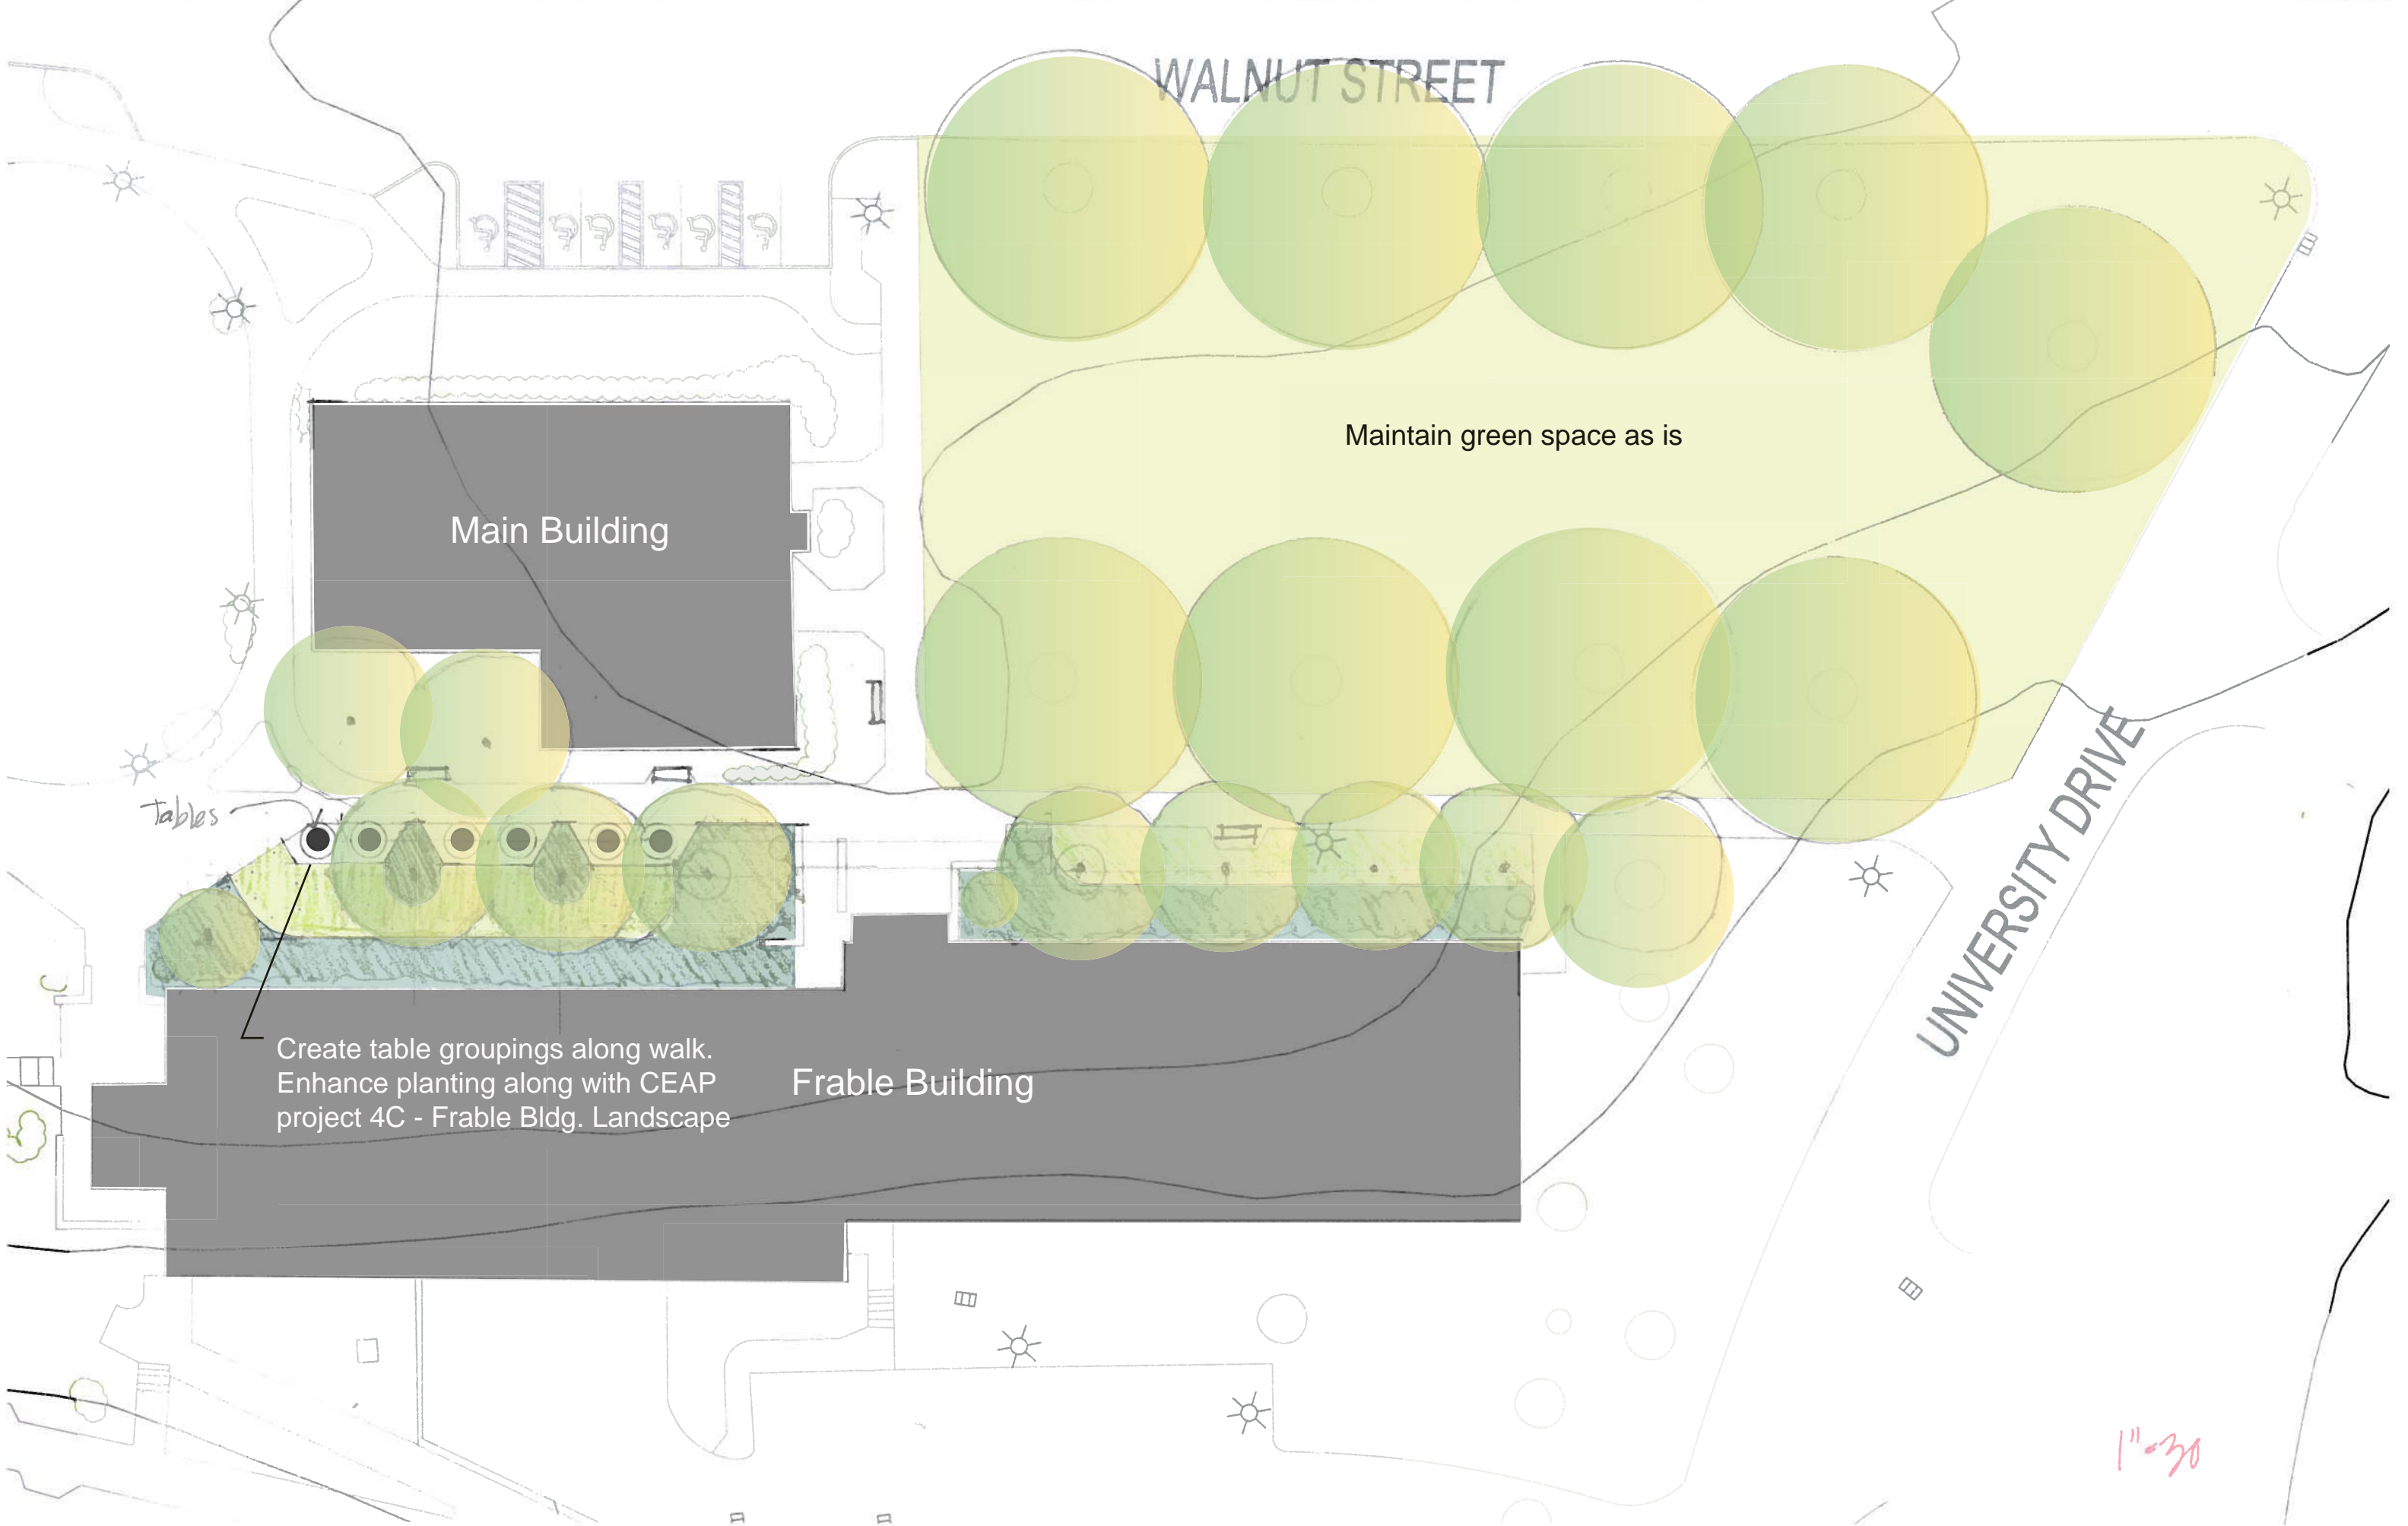 WALNUT STREET
Maintain green space as is
Main Building
Tables
UNIVERSITY DRIVE
Create table groupings along walk.
Enhance planting along with CEAP
project 4C - Frable Bldg. Landscape
Frable Building
1"-30